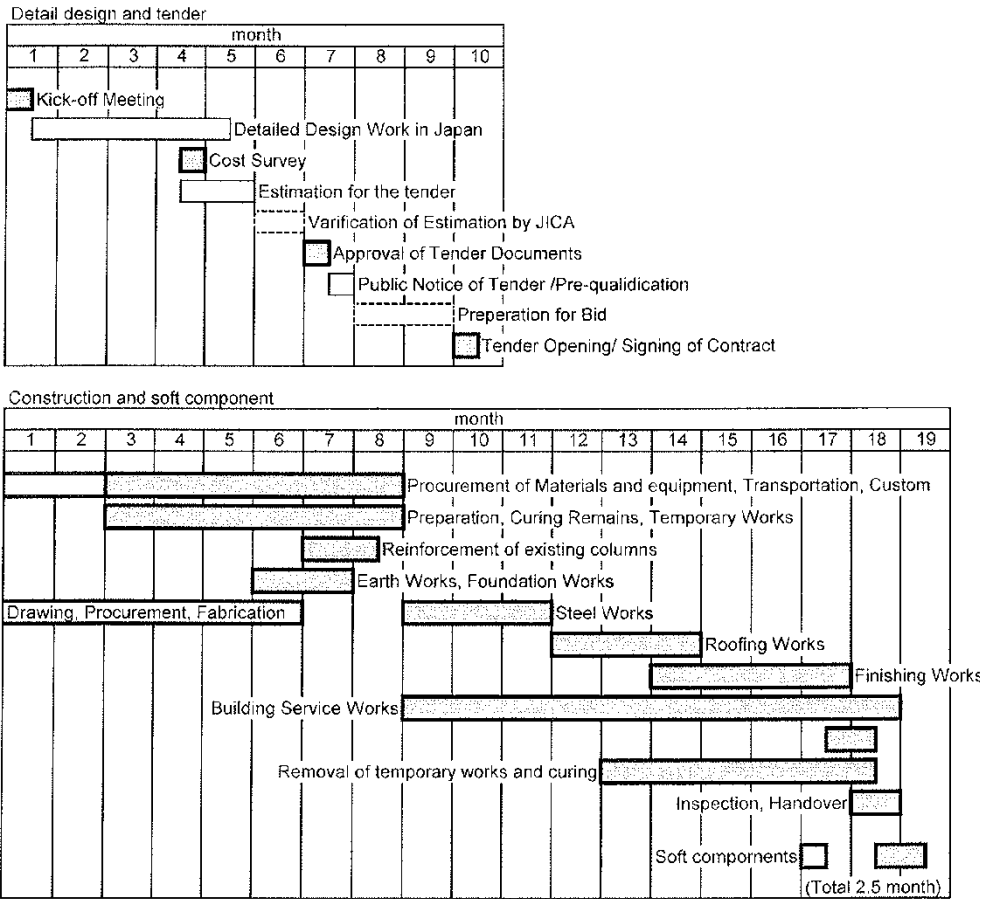 Detail design and tender
month
1 2 3 4 5 6 7 8 9 10
Kick-off Meeting
Detailed Design Work in Japan
Cost Survey
Estimation for the tender
Varification of Estimation by JICA
Approval of Tender Documents
Public Notice of Tender /Pre-qualidication
Preperation for Bid
Tender Opening/ Signing of Contract
Construction and soft component
month
1 2 3 4 5 6 7 8 9 10 11 12 13 14 15 16 17 18 19
Procurement of Materials and equipment, Transportation, Custom
Preparation, Curing Remains, Temporary Works
Reinforcement of existing columns
Earth Works, Foundation Works
Drawing, Procurement, Fabrication Steel Works
Roofing Works
Finishing Works
Building Service Works
Removal of temporary works and curing
Inspection, Handover
Soft compornents
(Total 2.5 month)